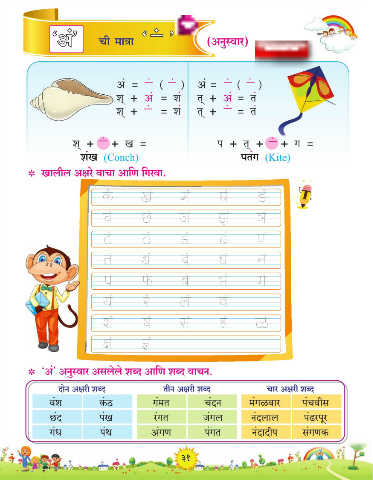 'अं' ची मात्रा ' ∸ ' (अनुस्वार)
अं = ∸ ( ∸ ) अं = ∸ ( ∸ )
श् + अं = शं त् + अं = तं
श् + ∸ = शं त् + ∸ = तं
श् + ∸ + ख = प + त् + ∸ + ग =
शंख (Conch) पतंग (Kite)
❉ खालील अक्षरे वाचा आणि गिरवा.
कं खं गं घं ङं
चं छं जं झं ञं
टं ठं डं ढं णं
तं थं दं धं नं
पं फं बं भं मं
यं रं लं वं
शं षं सं हं ळं
क्षं ज्ञं
❉ 'अं' अनुस्वार असलेले शब्द आणि शब्द वाचन.
दोन अक्षरी शब्द तीन अक्षरी शब्द चार अक्षरी शब्द
वंश कंठ गंमत चंदन मंगळवार पंचवीस
छंद पंख रंगत जंगल नंदलाल पंढरपूर
गंध पंथ अंगण पंगत नंदादीप संगणक
३१